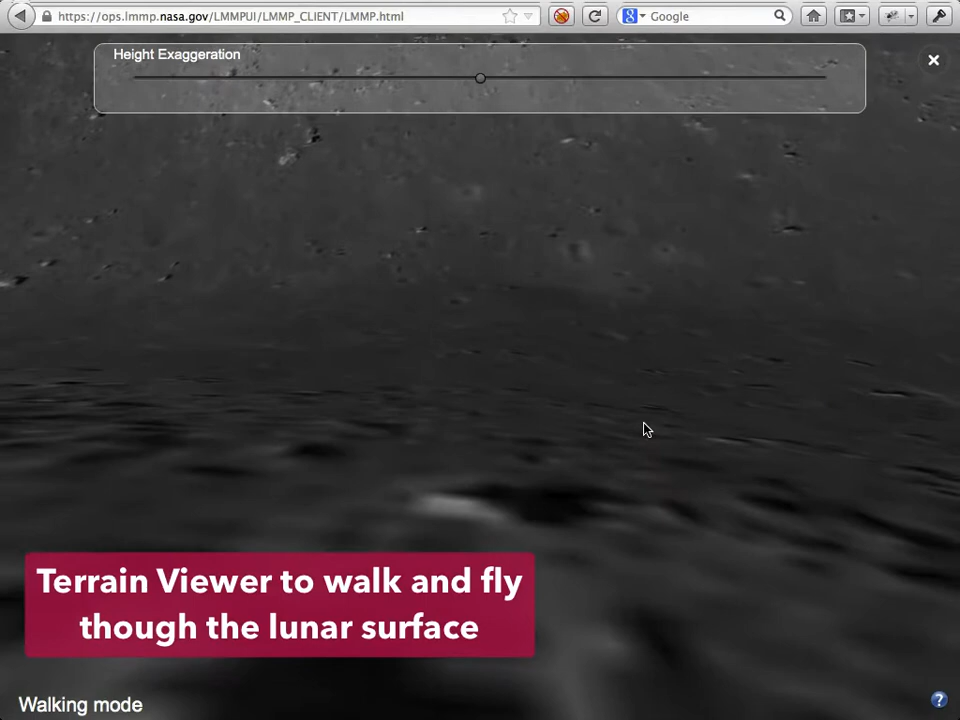 https://ops.lmmp.nasa.gov/LMMPUI/LMMP_CLIENT/LMMP.html
Google
Height Exaggeration
Terrain Viewer to walk and fly
though the lunar surface
Walking mode